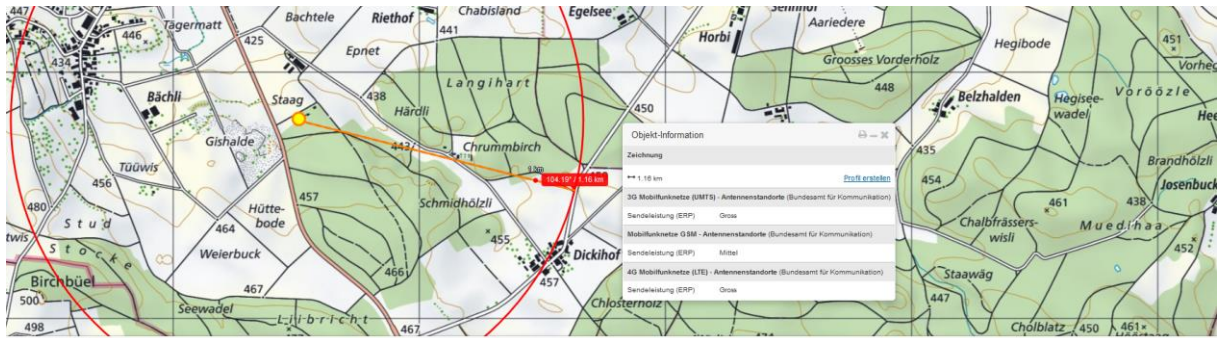 447
446
434
Tägermatt
425
Bachtele
Riethof
Chabisland
441
Egelsee
Horbi
Aariedere
Hegibode
451
Epnet
Langihart
Groosses Vorderholz
448
Bächli
Staag
438
Härdli
450
Belzhalden
Hegisee-
wadel
Voröözle
Gishalde
443
Chrummbirch
435
Brandhölzli
Tüüwis
456
1 km
104.19° / 1.16 km
454
Josenbuck
480
457
Schmidhölzli
461
438
Stud
Hütte-
bode
464
455
Chalbfrässers-
wisli
Muedihaa
452
Stocke
Weierbuck
Dickihof
466
457
Staawäg
Birchbüel
467
Chlosterholz
447
500
Seewadel
Liibricht
498
467
Cholblatz
450
461
Objekt-Information
Zeichnung
1.16 km
Profil erstellen
3G Mobilfunknetze (UMTS) - Antennenstandorte (Bundesamt für Kommunikation)
Sendeleistung (ERP) Gross
Mobilfunknetze GSM - Antennenstandorte (Bundesamt für Kommunikation)
Sendeleistung (ERP) Mittel
4G Mobilfunknetze (LTE) - Antennenstandorte (Bundesamt für Kommunikation)
Sendeleistung (ERP) Gross